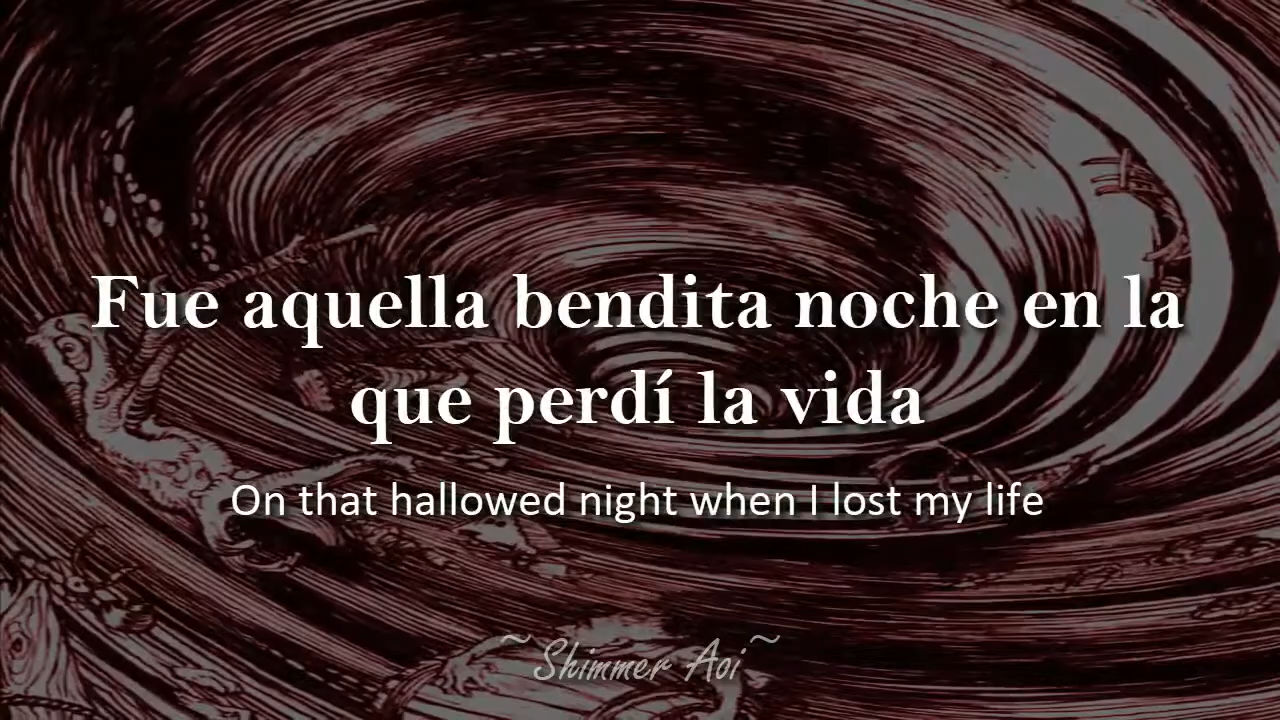 Fue aquella bendita noche en la
que perdí la vida
On that hallowed night when I lost my life
~Shimmer Aoi~